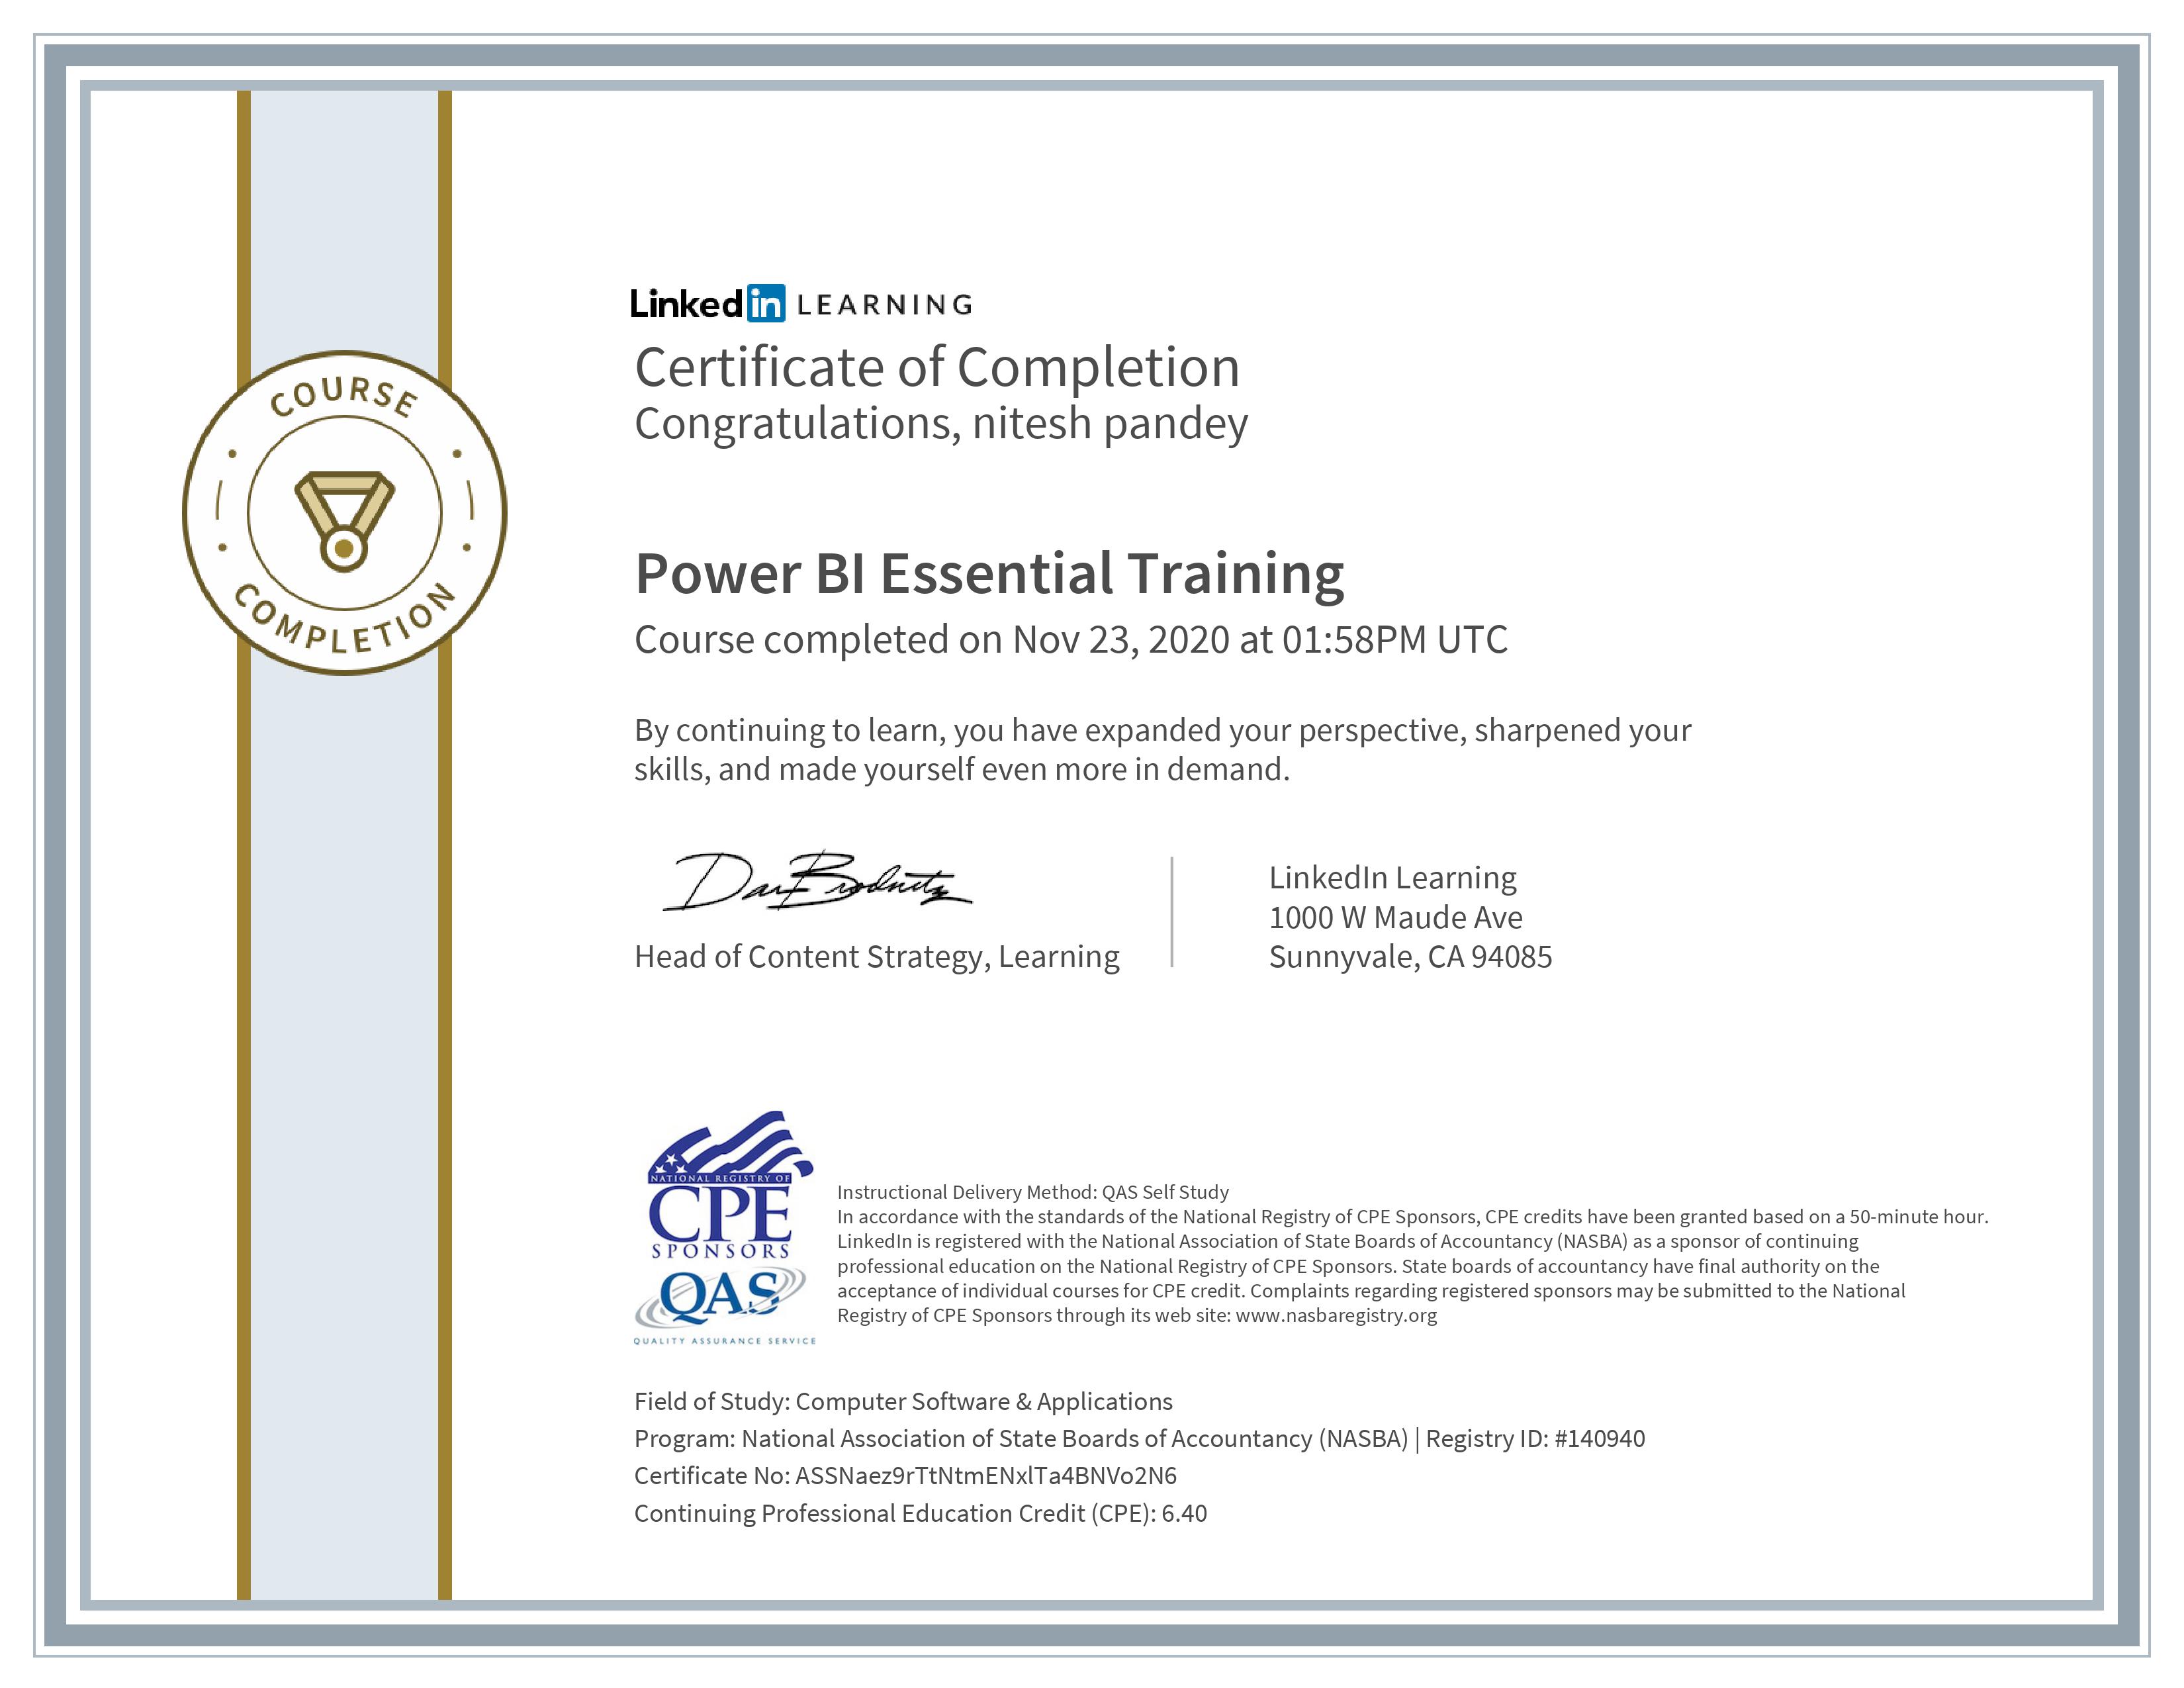 LinkedIn LEARNING
Certificate of Completion
Congratulations, nitesh pandey
COURSE
COMPLETION
Power BI Essential Training
Course completed on Nov 23, 2020 at 01:58PM UTC
By continuing to learn, you have expanded your perspective, sharpened your
skills, and made yourself even more in demand.
Dan Brodnitz
Head of Content Strategy, Learning
LinkedIn Learning
1000 W Maude Ave
Sunnyvale, CA 94085
NATIONAL REGISTRY OF
CPE
SPONSORS
QAS
QUALITY ASSURANCE SERVICE
Instructional Delivery Method: QAS Self Study
In accordance with the standards of the National Registry of CPE Sponsors, CPE credits have been granted based on a 50-minute hour.
LinkedIn is registered with the National Association of State Boards of Accountancy (NASBA) as a sponsor of continuing
professional education on the National Registry of CPE Sponsors. State boards of accountancy have final authority on the
acceptance of individual courses for CPE credit. Complaints regarding registered sponsors may be submitted to the National
Registry of CPE Sponsors through its web site: www.nasbaregistry.org
Field of Study: Computer Software & Applications
Program: National Association of State Boards of Accountancy (NASBA) | Registry ID: #140940
Certificate No: ASSNaez9rTtNtmENxlTa4BNVo2N6
Continuing Professional Education Credit (CPE): 6.40